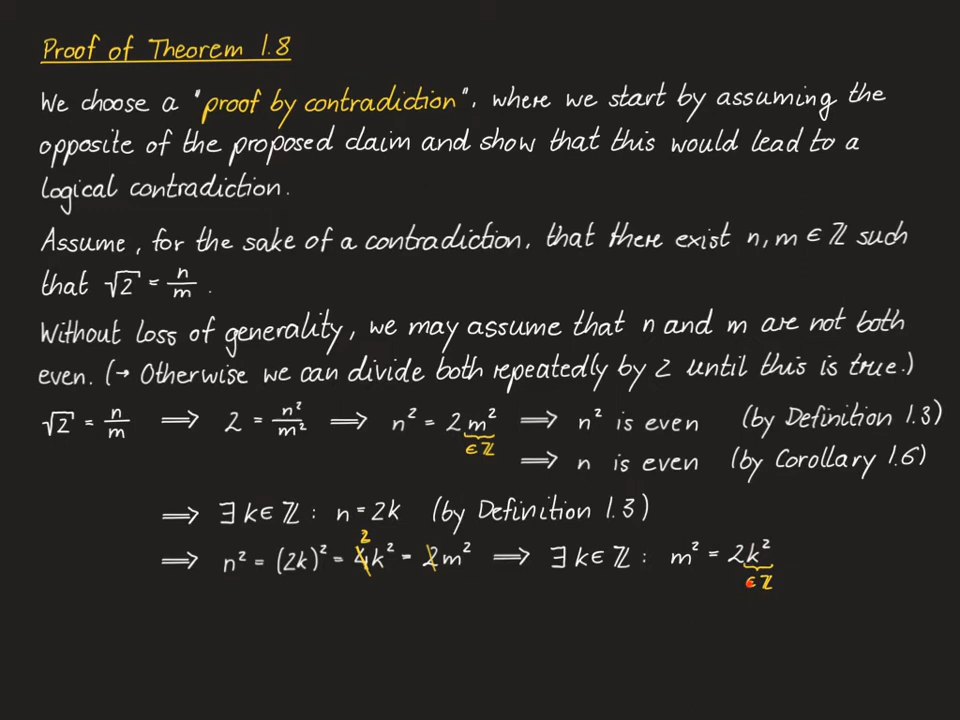 Proof of Theorem 1.8
We choose a "proof by contradiction", where we start by assuming the
opposite of the proposed claim and show that this would lead to a
logical contradiction.
Assume, for the sake of a contradiction, that there exist n, m ∈ ℤ such
that √2 = n/m.
Without loss of generality, we may assume that n and m are not both
even. (→ Otherwise we can divide both repeatedly by 2 until this is true.)
√2 = n/m ⟹ 2 = n²/m² ⟹ n² = 2m² ⟹ n² is even (by Definition 1.3)
∈ ℤ
⟹ n is even (by Corollary 1.6)
⟹ ∃ k ∈ ℤ : n = 2k (by Definition 1.3)
2
⟹ n² = (2k)² = 4k² = 2m² ⟹ ∃ k ∈ ℤ : m² = 2k²
∈ ℤ